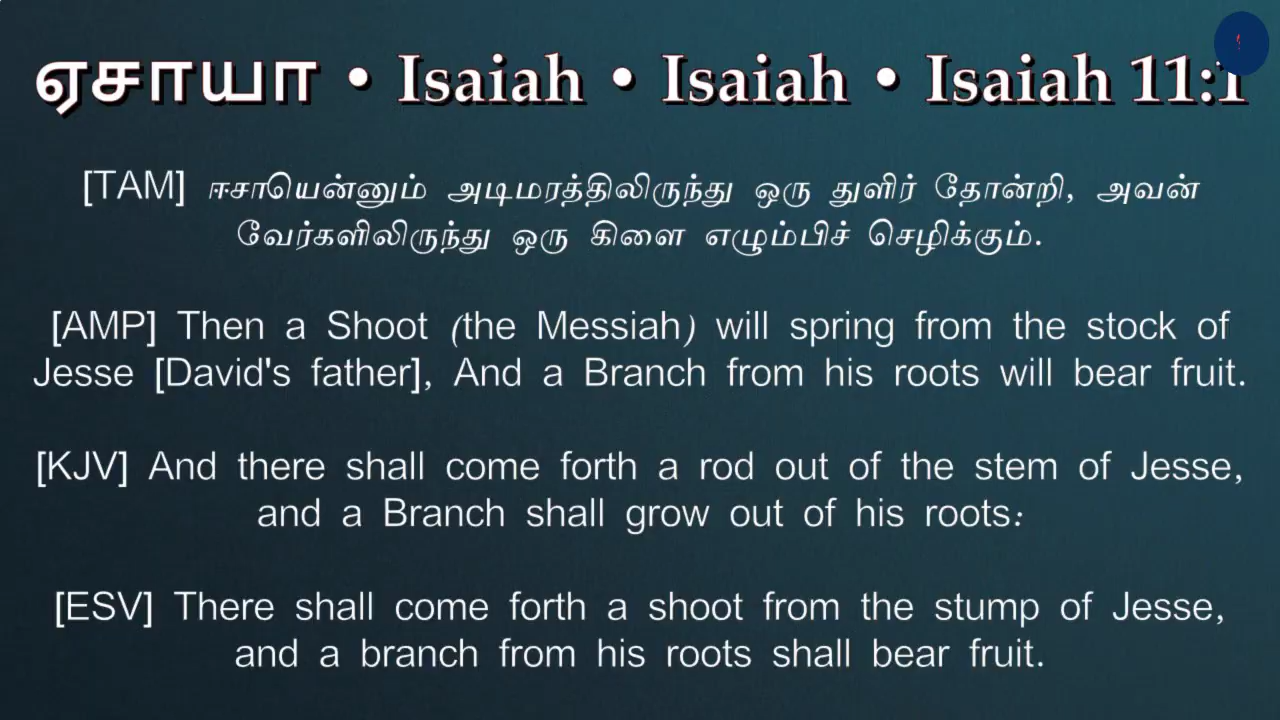 ஏசாயா • Isaiah • Isaiah • Isaiah 11:1
[TAM] ஈசாயென்னும் அடிமரத்திலிருந்து ஒரு துளிர் தோன்றி, அவன்
வேர்களிலிருந்து ஒரு கிளை எழும்பிச் செழிக்கும்.
[AMP] Then a Shoot (the Messiah) will spring from the stock of
Jesse [David's father], And a Branch from his roots will bear fruit.
[KJV] And there shall come forth a rod out of the stem of Jesse,
and a Branch shall grow out of his roots:
[ESV] There shall come forth a shoot from the stump of Jesse,
and a branch from his roots shall bear fruit.